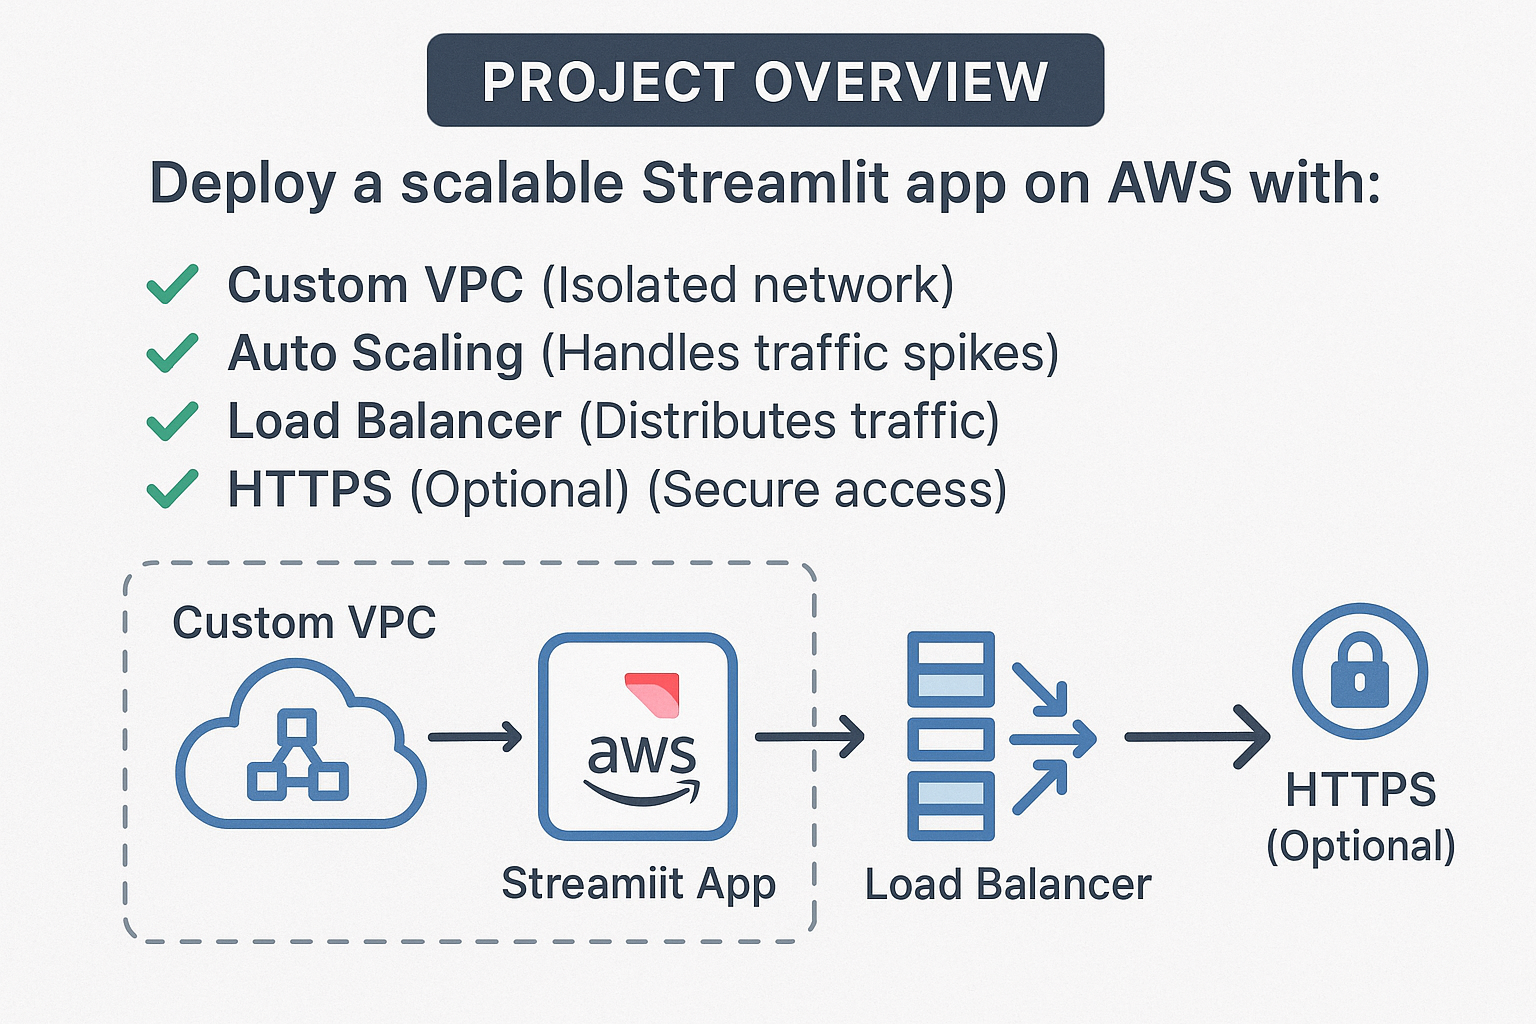 PROJECT OVERVIEW
Deploy a scalable Streamlit app on AWS with:
Custom VPC (Isolated network)
Auto Scaling (Handles traffic spikes)
Load Balancer (Distributes traffic)
HTTPS (Optional) (Secure access)
Custom VPC
aws
Streamiit App
Load Balancer
HTTPS
(Optional)